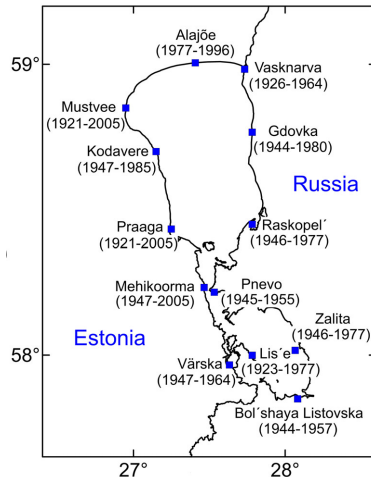 Alajõe
(1977-1996)
59°
Vasknarva
(1926-1964)
Mustvee
(1921-2005)
Gdovka
(1944-1980)
Kodavere
(1947-1985)
Russia
Praaga
(1921-2005)
Raskopel´
(1946-1977)
Mehikoorma
(1947-2005)
Pnevo
(1945-1955)
Zalita
(1946-1977)
Estonia
58°
Värska
(1947-1964)
Lis´e
(1923-1977)
Bol´shaya Listovska
(1944-1957)
27°
28°